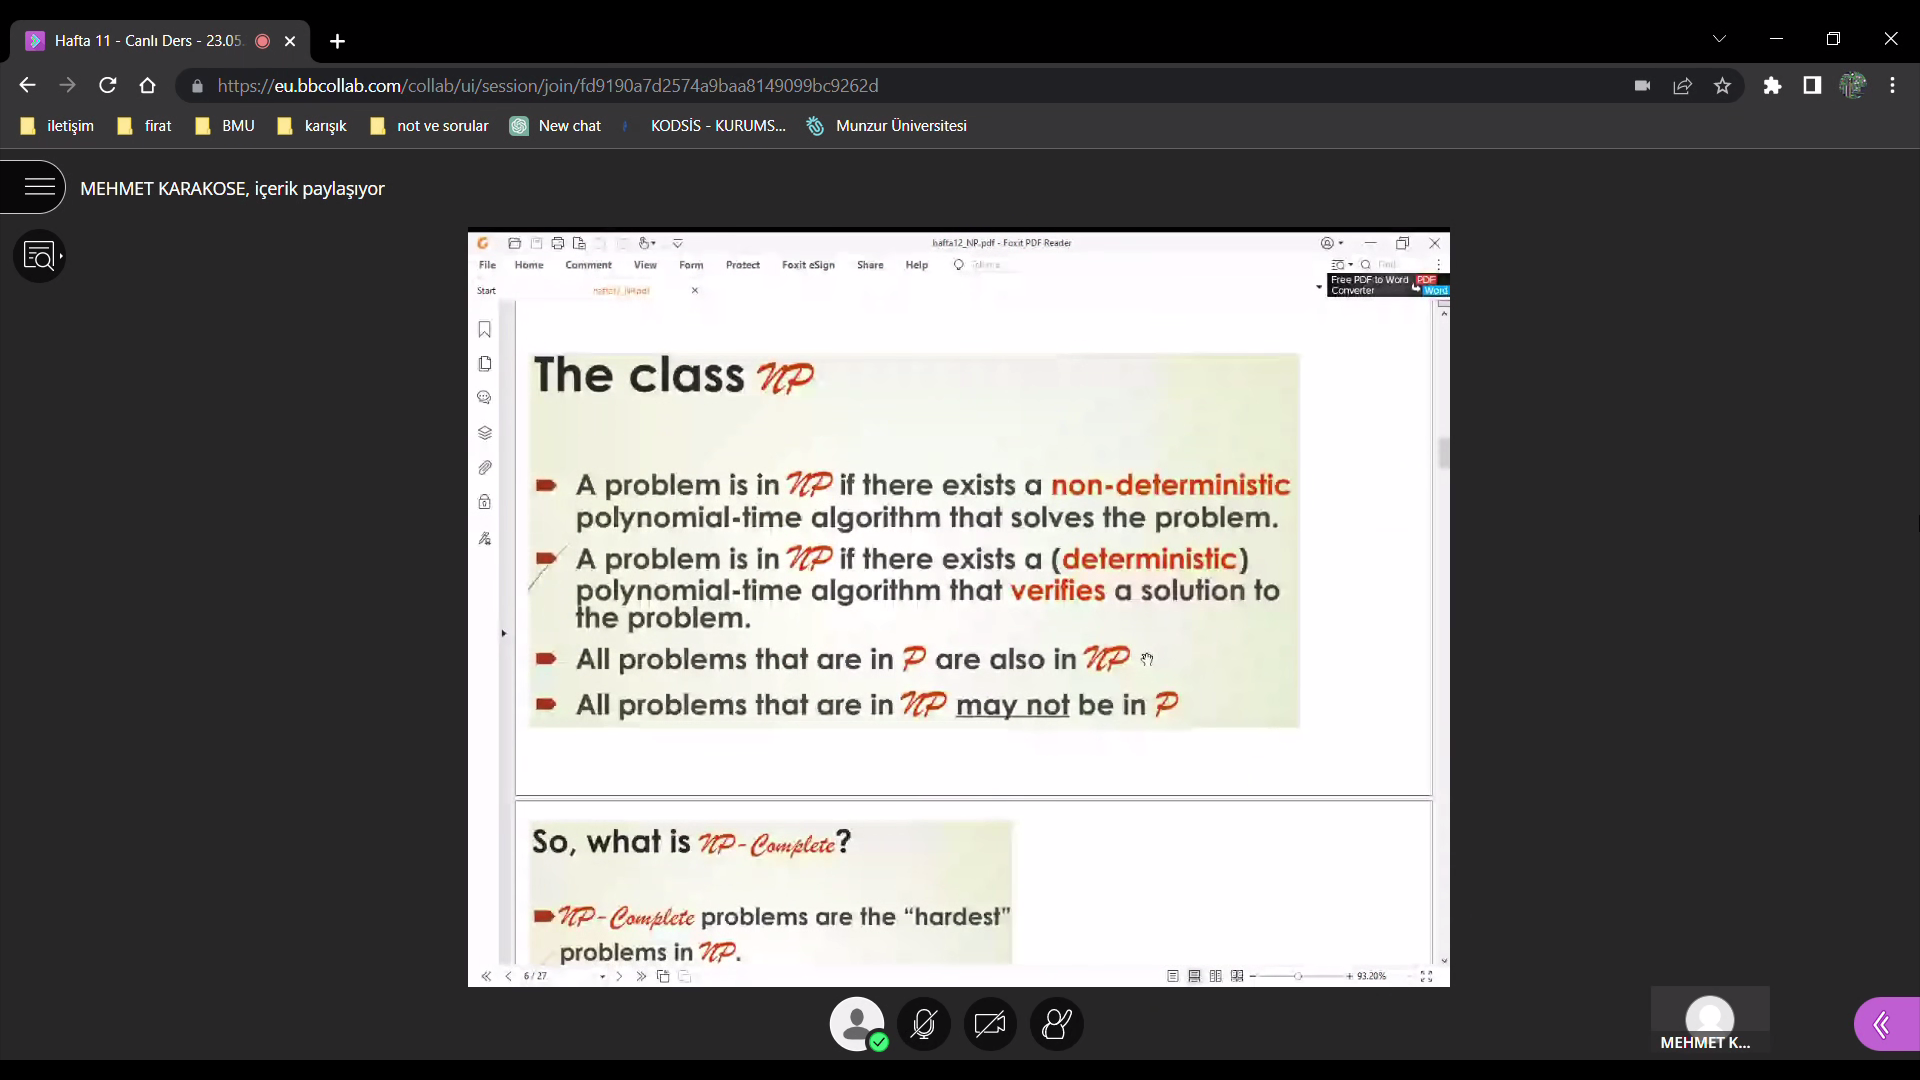 Hafta 11 - Canlı Ders - 23.05.
https://eu.bbcollab.com/collab/ui/session/join/fd9190a7d2574a9baa8149099bc9262d
iletişim firat BMU karışık not ve sorular New chat KODSİS - KURUMS... Munzur Üniversitesi
MEHMET KARAKOSE, içerik paylaşıyor
hafta12_NP.pdf - Foxit PDF Reader
File Home Comment View Form Protect Foxit eSign Share Help Find
Free PDF to Word PDF
Converter Word
Start
The class NP
A problem is in NP if there exists a non-deterministic
polynomial-time algorithm that solves the problem.
A problem is in NP if there exists a (deterministic)
polynomial-time algorithm that verifies a solution to
the problem.
All problems that are in P are also in NP
All problems that are in NP may not be in P
So, what is NP-Complete?
NP-Complete problems are the “hardest”
problems in NP.
6 / 27 93.20%
MEHMET K...